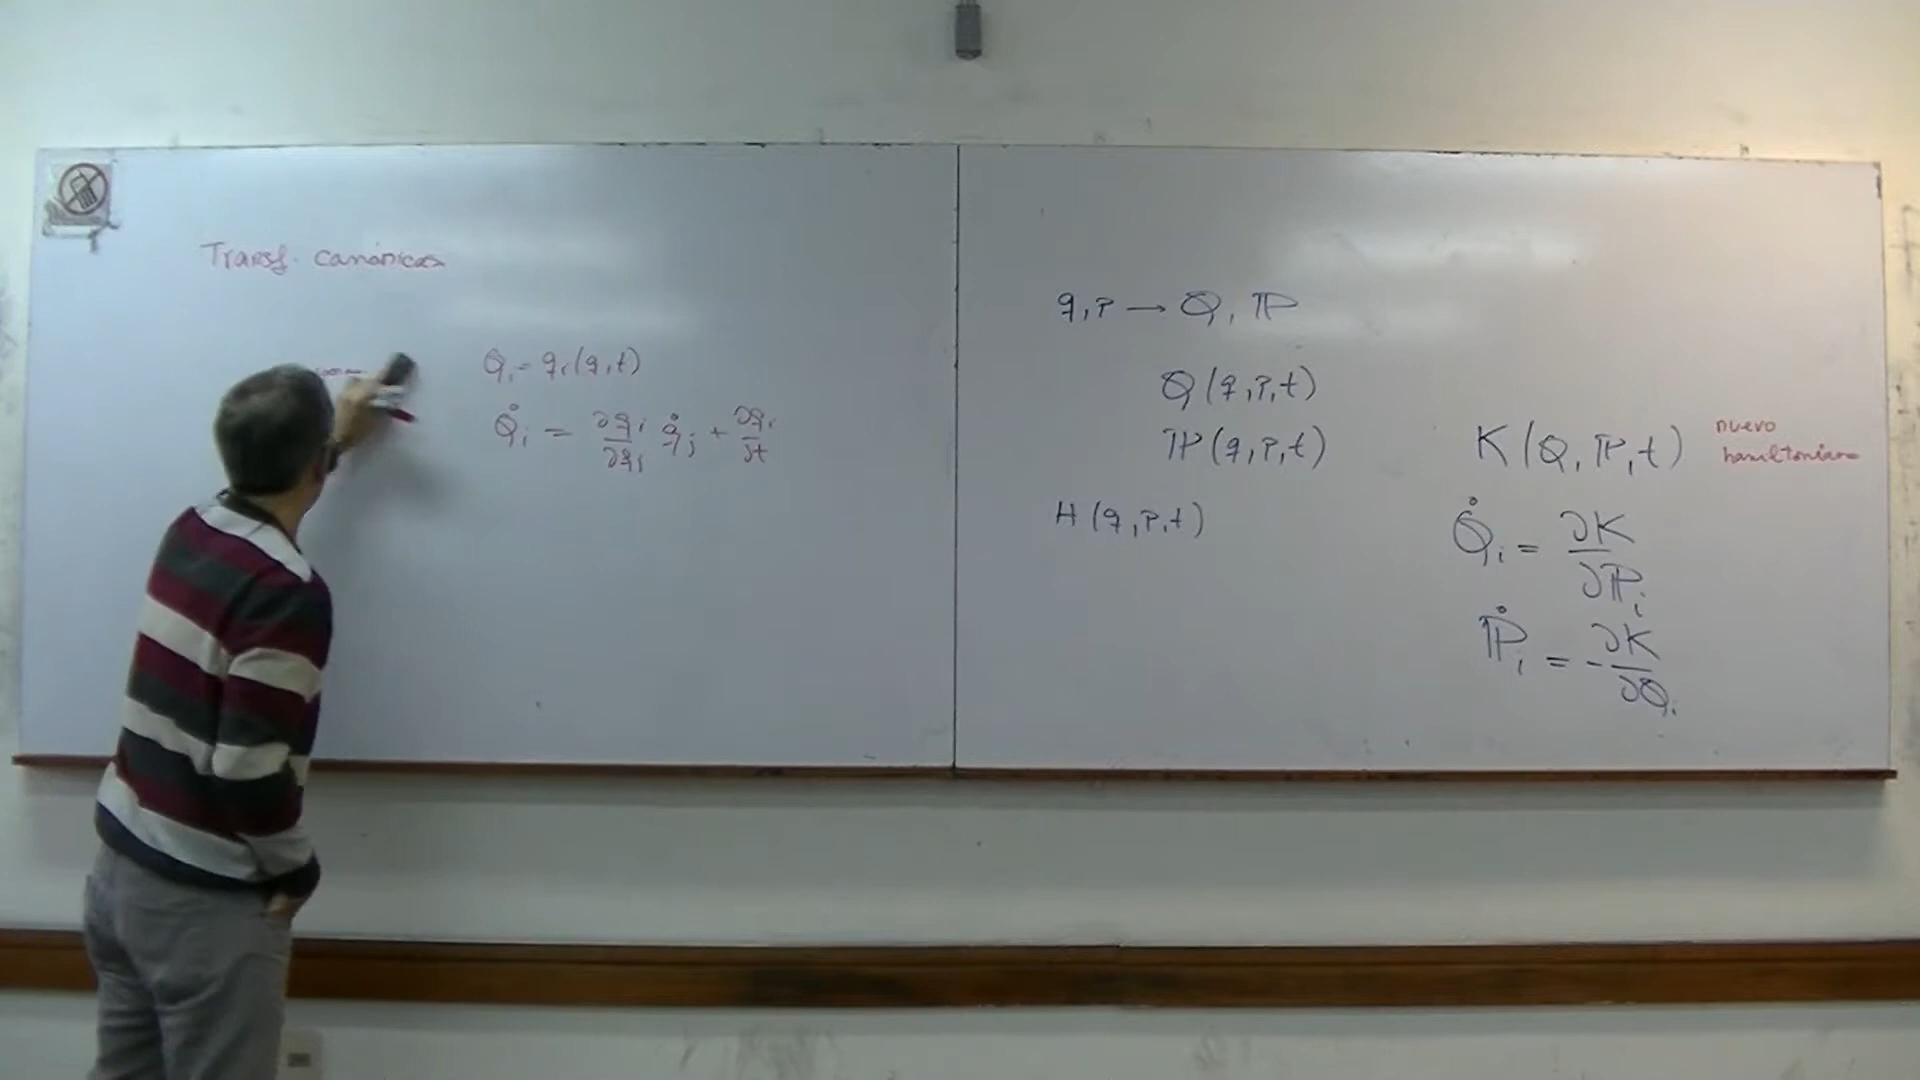 Transf. canónicas
Q_i = q_i(q,t)
Q̇_i = ∂q_i/∂q_j q̇_j + ∂q_i/∂t
q,p → Q, P
Q(q,p,t)
P(q,p,t)
H(q,p,t)
K(Q,P,t) nuevo
hamiltoniano
Q̇_i = ∂K/∂P_i
Ṗ_i = -∂K/∂Q_i